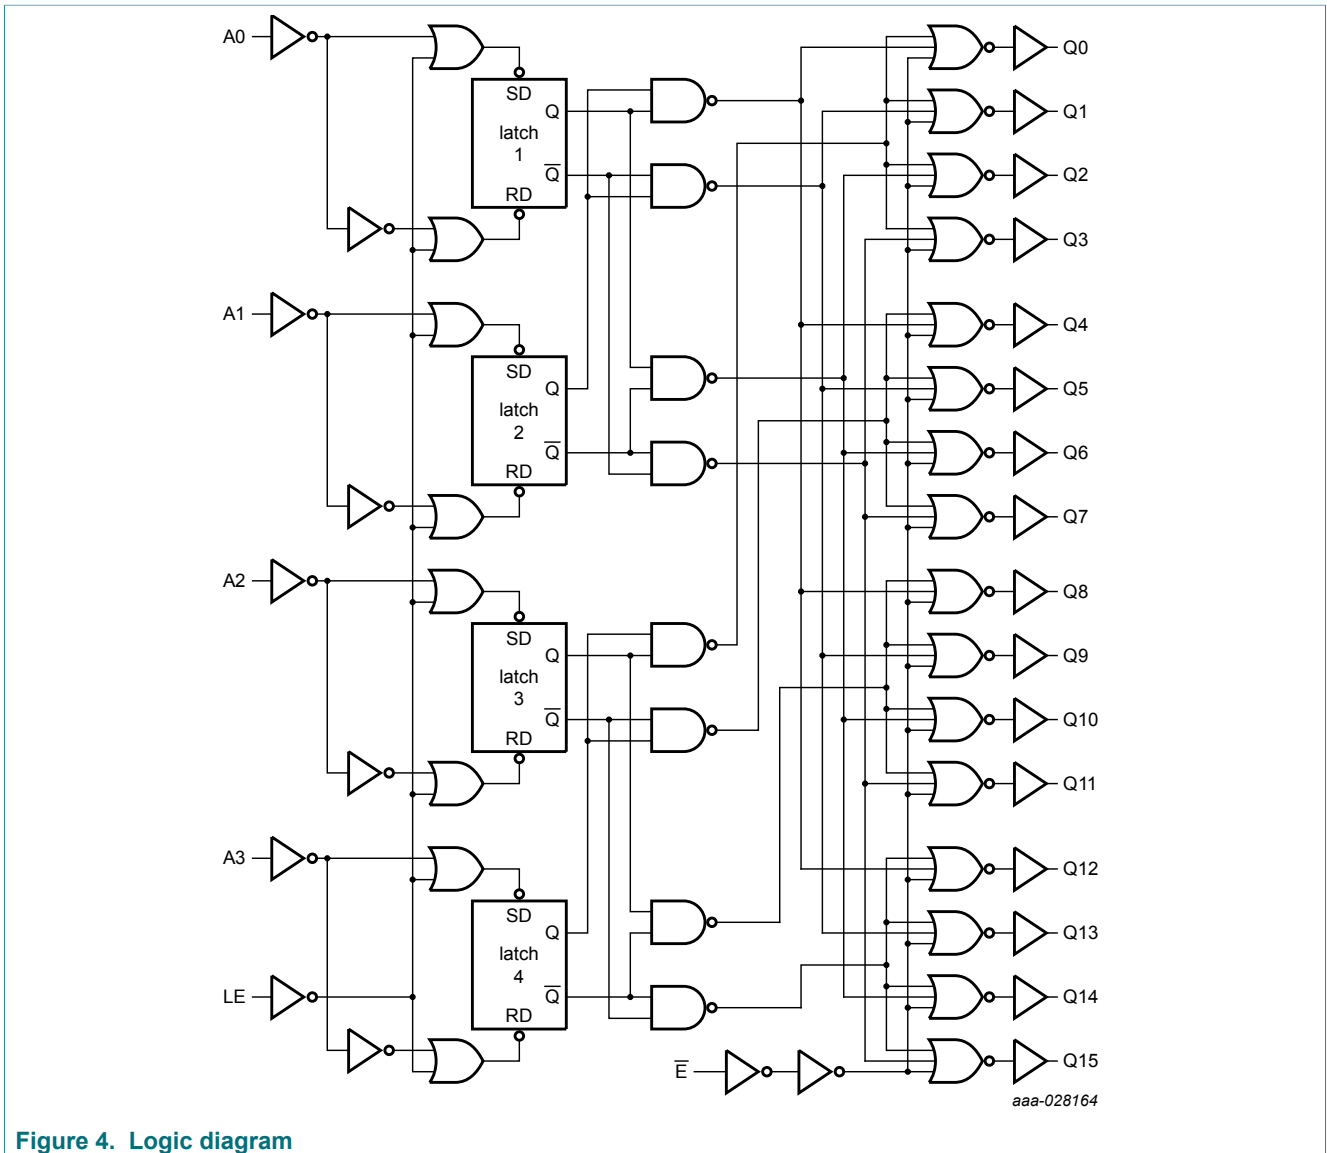 A0
SD
Q
latch
1
Q̅
RD
A1
SD
Q
latch
2
Q̅
RD
A2
SD
Q
latch
3
Q̅
RD
A3
SD
Q
latch
4
Q̅
RD
LE
E̅
Q0
Q1
Q2
Q3
Q4
Q5
Q6
Q7
Q8
Q9
Q10
Q11
Q12
Q13
Q14
Q15
aaa-028164
Figure 4. Logic diagram